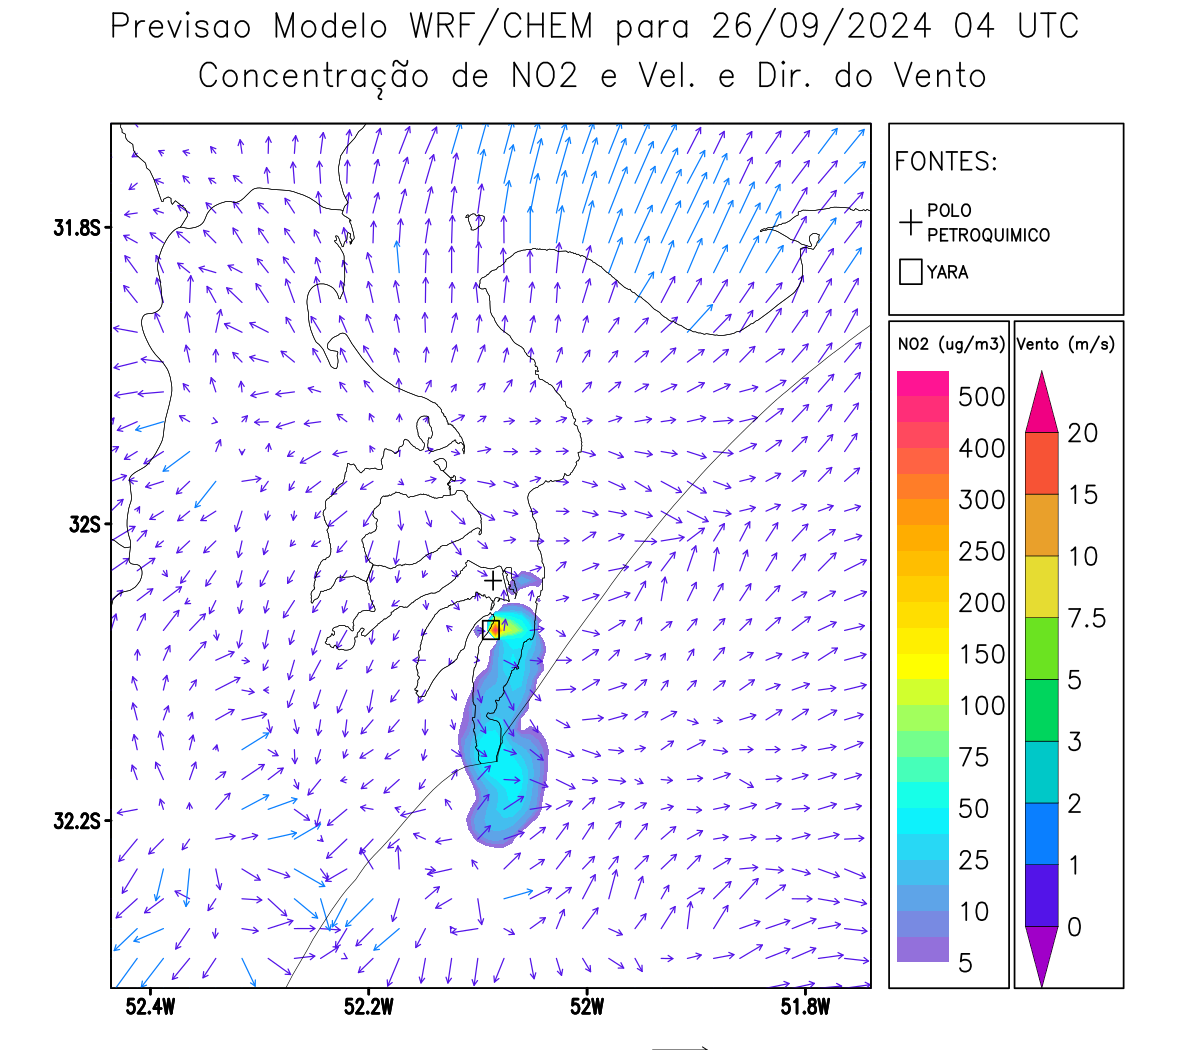 Previsao Modelo WRF/CHEM para 26/09/2024 04 UTC
Concentração de NO2 e Vel. e Dir. do Vento
FONTES:
POLO
PETROQUIMICO
YARA
NO2 (ug/m3)
500
400
300
250
200
150
100
75
50
25
10
5
Vento (m/s)
20
15
10
7.5
5
3
2
1
0
31.8S
32S
32.2S
52.4W
52.2W
52W
51.8W